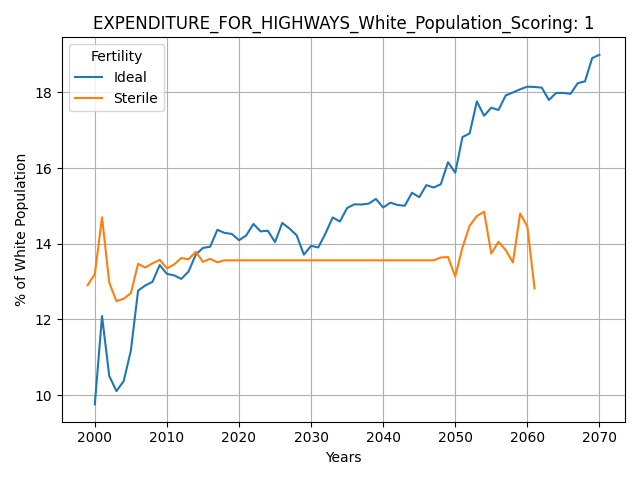 EXPENDITURE_FOR_HIGHWAYS_White_Population_Scoring: 1
Fertility
Ideal
Sterile
% of White Population
18
16
14
12
10
2000 2010 2020 2030 2040 2050 2060 2070
Years